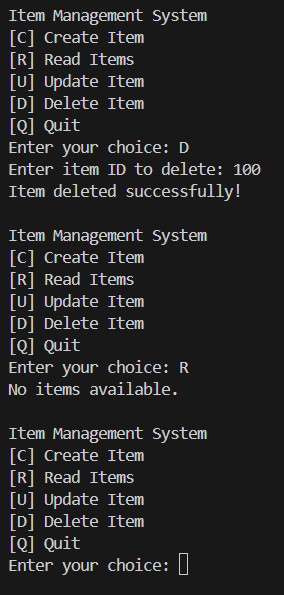 Item Management System
[C] Create Item
[R] Read Items
[U] Update Item
[D] Delete Item
[Q] Quit
Enter your choice: D
Enter item ID to delete: 100
Item deleted successfully!
Item Management System
[C] Create Item
[R] Read Items
[U] Update Item
[D] Delete Item
[Q] Quit
Enter your choice: R
No items available.
Item Management System
[C] Create Item
[R] Read Items
[U] Update Item
[D] Delete Item
[Q] Quit
Enter your choice: